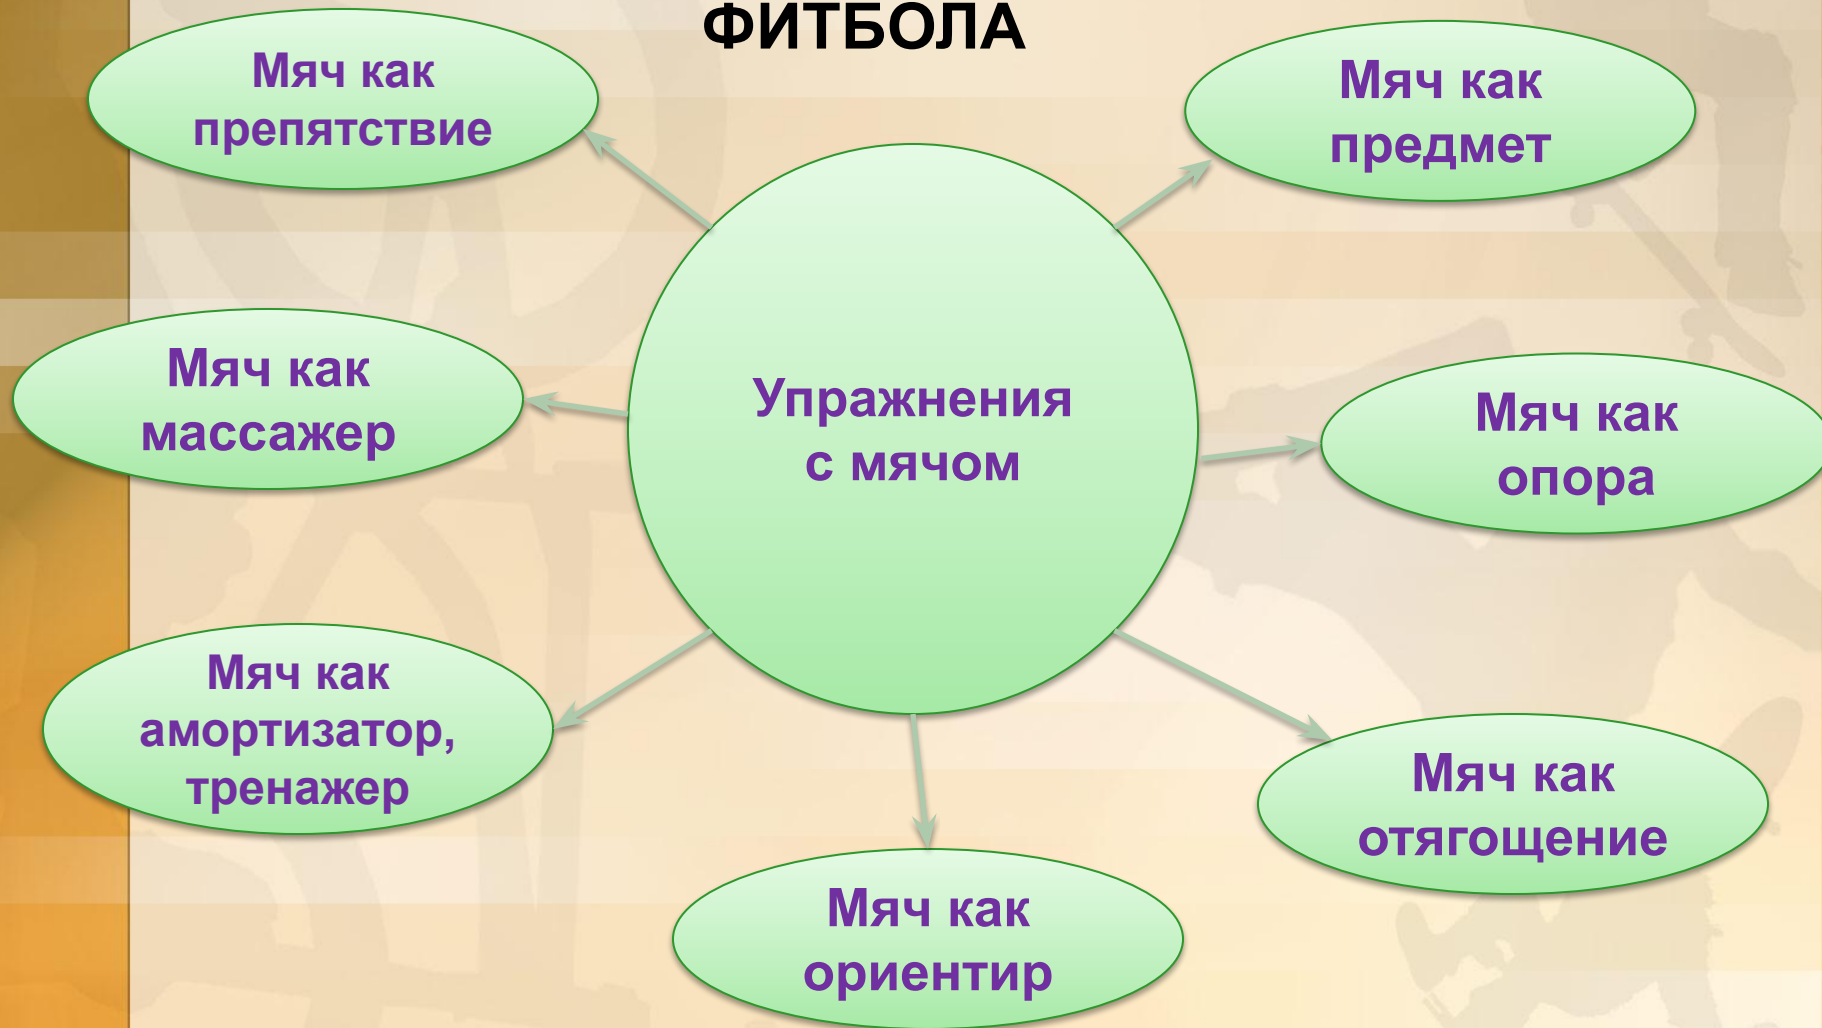 ФИТБОЛА
Мяч как
препятствие
Мяч как
предмет
Мяч как
массажер
Упражнения
с мячом
Мяч как
опора
Мяч как
амортизатор,
тренажер
Мяч как
отягощение
Мяч как
ориентир